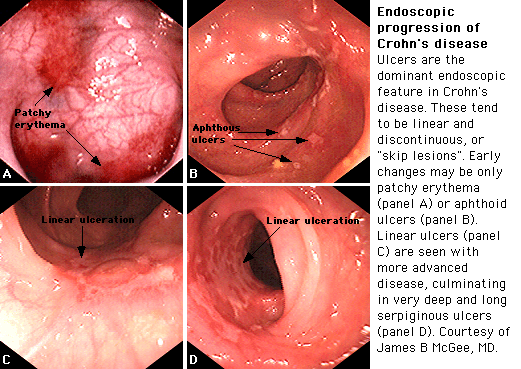 Patchy
erythema
A
Aphthous
ulcers
B
Linear ulceration
C
Linear ulceration
D
Endoscopic
progression of
Crohn's disease
Ulcers are the
dominant endoscopic
feature in Crohn's
disease. These tend
to be linear and
discontinuous, or
"skip lesions". Early
changes may be only
patchy erythema
(panel A) or aphthoid
ulcers (panel B).
Linear ulcers (panel
C) are seen with
more advanced
disease, culminating
in very deep and long
serpiginous ulcers
(panel D). Courtesy of
James B McGee, MD.